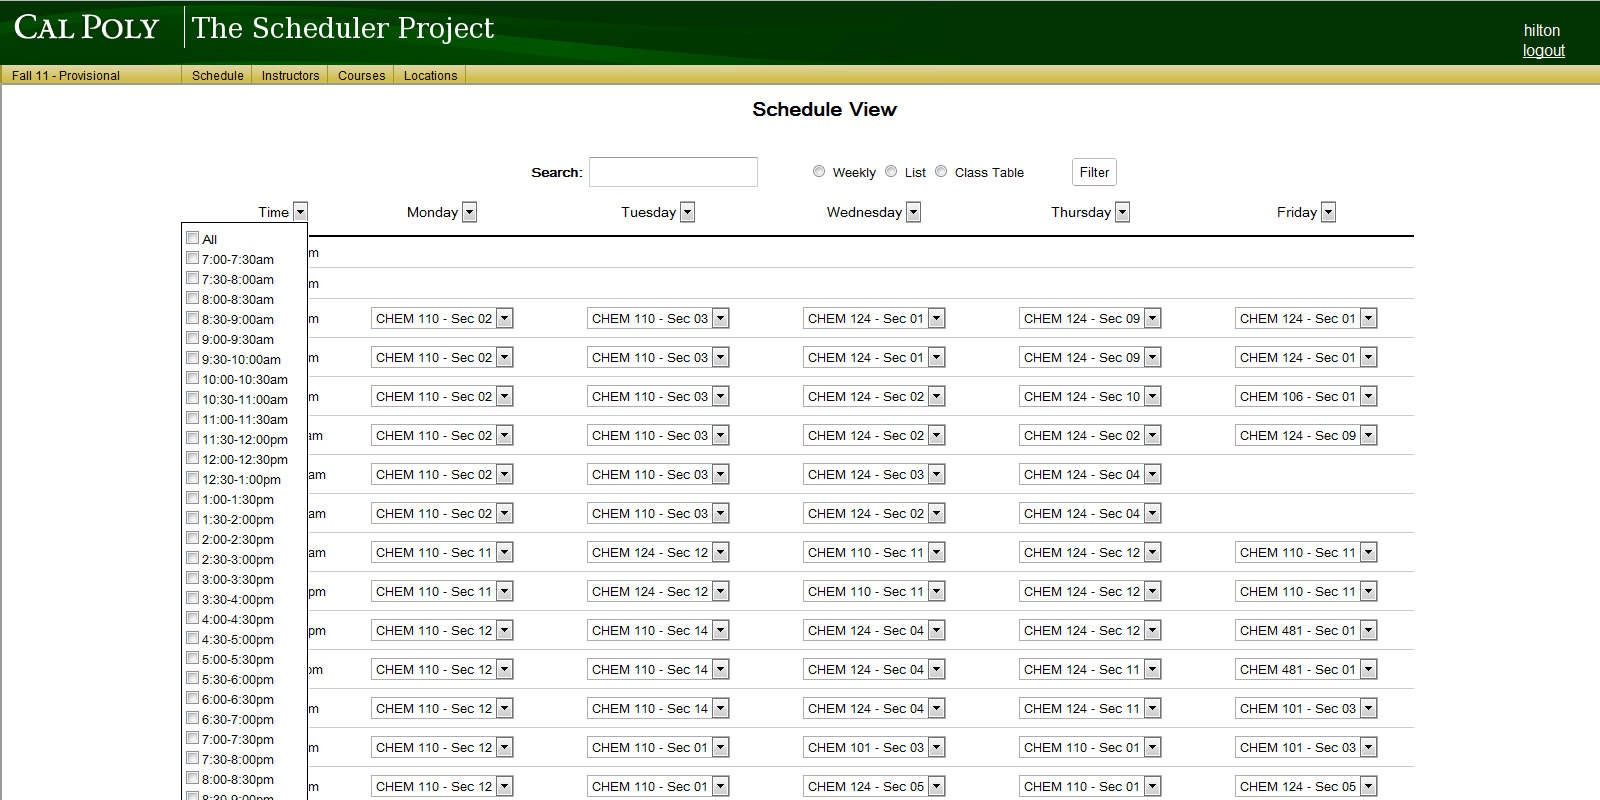 CAL POLY The Scheduler Project
hilton
logout
Fall 11 - Provisional Schedule Instructors Courses Locations
Schedule View
Search: Weekly List Class Table Filter
Time Monday Tuesday Wednesday Thursday Friday
All
7:00-7:30am
7:30-8:00am
8:00-8:30am
8:30-9:00am
9:00-9:30am
9:30-10:00am
10:00-10:30am
10:30-11:00am
11:00-11:30am
11:30-12:00pm
12:00-12:30pm
12:30-1:00pm
1:00-1:30pm
1:30-2:00pm
2:00-2:30pm
2:30-3:00pm
3:00-3:30pm
3:30-4:00pm
4:00-4:30pm
4:30-5:00pm
5:00-5:30pm
5:30-6:00pm
6:00-6:30pm
6:30-7:00pm
7:00-7:30pm
7:30-8:00pm
8:00-8:30pm
8:30-9:00pm
m
m
m CHEM 110 - Sec 02 CHEM 110 - Sec 03 CHEM 124 - Sec 01 CHEM 124 - Sec 09 CHEM 124 - Sec 01
m CHEM 110 - Sec 02 CHEM 110 - Sec 03 CHEM 124 - Sec 01 CHEM 124 - Sec 09 CHEM 124 - Sec 01
m CHEM 110 - Sec 02 CHEM 110 - Sec 03 CHEM 124 - Sec 02 CHEM 124 - Sec 10 CHEM 106 - Sec 01
am CHEM 110 - Sec 02 CHEM 110 - Sec 03 CHEM 124 - Sec 02 CHEM 124 - Sec 02 CHEM 124 - Sec 09
am CHEM 110 - Sec 02 CHEM 110 - Sec 03 CHEM 124 - Sec 03 CHEM 124 - Sec 04
am CHEM 110 - Sec 02 CHEM 110 - Sec 03 CHEM 124 - Sec 02 CHEM 124 - Sec 04
am CHEM 110 - Sec 11 CHEM 124 - Sec 12 CHEM 110 - Sec 11 CHEM 124 - Sec 12 CHEM 110 - Sec 11
pm CHEM 110 - Sec 11 CHEM 124 - Sec 12 CHEM 110 - Sec 11 CHEM 124 - Sec 12 CHEM 110 - Sec 11
pm CHEM 110 - Sec 12 CHEM 110 - Sec 14 CHEM 124 - Sec 04 CHEM 124 - Sec 12 CHEM 481 - Sec 01
pm CHEM 110 - Sec 12 CHEM 110 - Sec 14 CHEM 124 - Sec 04 CHEM 124 - Sec 11 CHEM 481 - Sec 01
m CHEM 110 - Sec 12 CHEM 110 - Sec 14 CHEM 124 - Sec 04 CHEM 124 - Sec 11 CHEM 101 - Sec 03
m CHEM 110 - Sec 12 CHEM 110 - Sec 01 CHEM 101 - Sec 03 CHEM 110 - Sec 01 CHEM 101 - Sec 03
m CHEM 110 - Sec 12 CHEM 110 - Sec 01 CHEM 124 - Sec 05 CHEM 110 - Sec 01 CHEM 124 - Sec 05